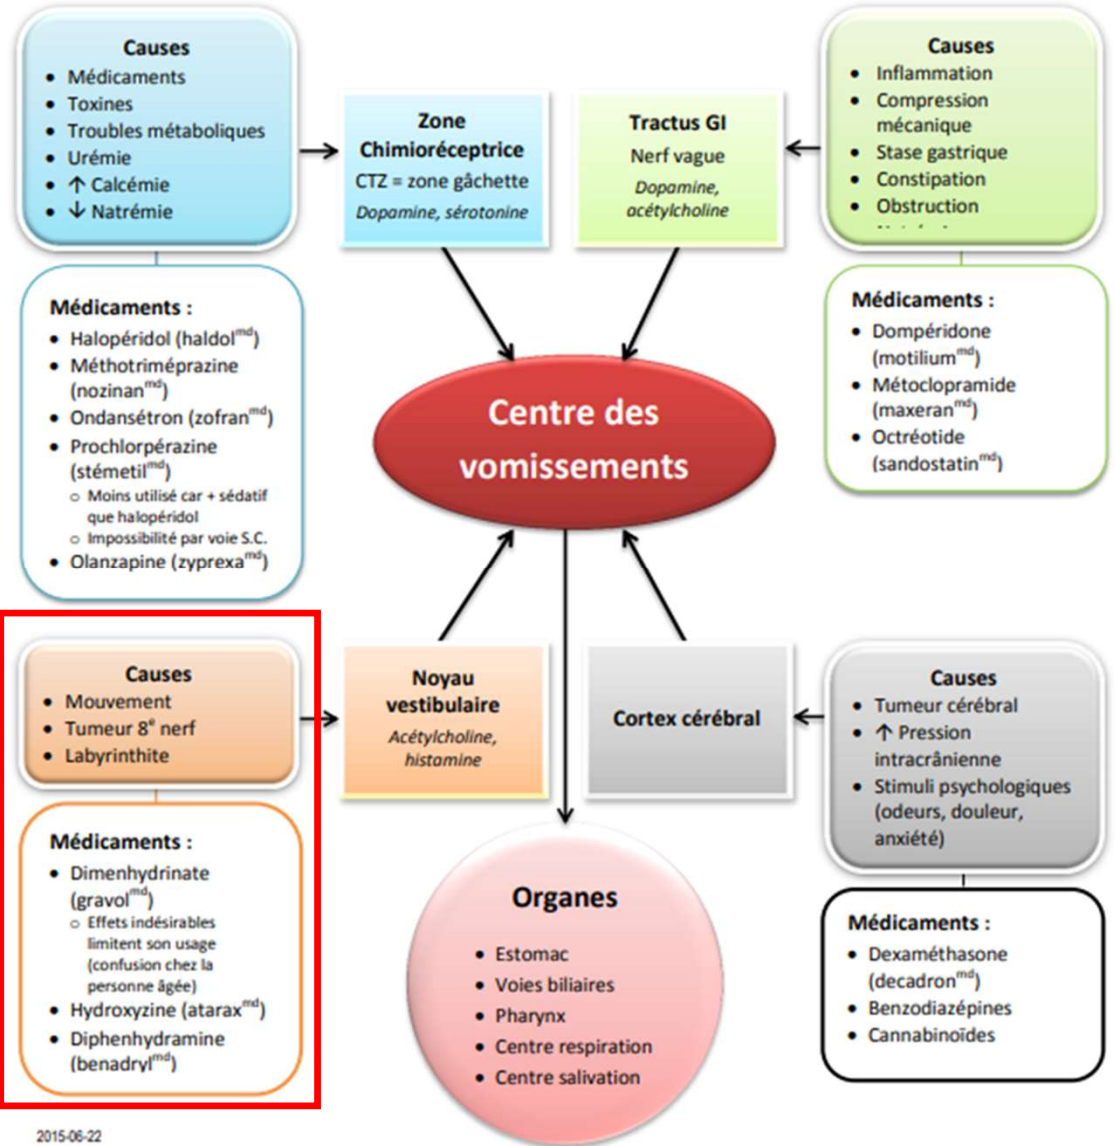 Causes
• Médicaments
• Toxines
• Troubles métaboliques
• Urémie
• ↑ Calcémie
• ↓ Natrémie
Zone
Chimioréceptrice
CTZ = zone gâchette
Dopamine, sérotonine
Tractus GI
Nerf vague
Dopamine,
acétylcholine
Causes
• Inflammation
• Compression
mécanique
• Stase gastrique
• Constipation
• Obstruction
Médicaments :
• Halopéridol (haldol^md)
• Méthotriméprazine
(nozinan^md)
• Ondansétron (zofran^md)
• Prochlorpérazine
(stémetil^md)
o Moins utilisé car + sédatif
que halopéridol
o Impossibilité par voie S.C.
• Olanzapine (zyprexa^md)
Médicaments :
• Dompéridone
(motilium^md)
• Métoclopramide
(maxeran^md)
• Octréotide
(sandostatin^md)
Centre des
vomissements
Causes
• Mouvement
• Tumeur 8^e nerf
• Labyrinthite
Noyau
vestibulaire
Acétylcholine,
histamine
Cortex cérébral
Causes
• Tumeur cérébral
• ↑ Pression
intracrânienne
• Stimuli psychologiques
(odeurs, douleur,
anxiété)
Médicaments :
• Dimenhydrinate
(gravol^md)
o Effets indésirables
limitent son usage
(confusion chez la
personne âgée)
• Hydroxyzine (atarax^md)
• Diphenhydramine
(benadryl^md)
Organes
• Estomac
• Voies biliaires
• Pharynx
• Centre respiration
• Centre salivation
Médicaments :
• Dexaméthasone
(decadron^md)
• Benzodiazépines
• Cannabinoïdes
2015-06-22